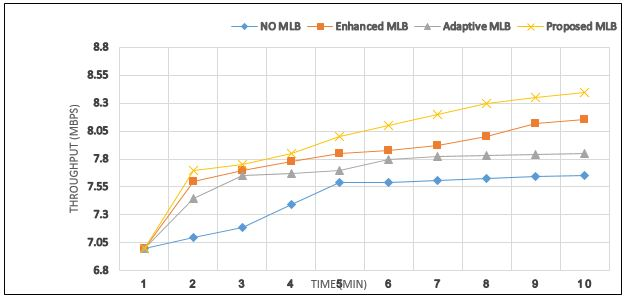 NO MLB Enhanced MLB Adaptive MLB Proposed MLB
8.8
8.55
8.3
8.05
7.8
7.55
7.3
7.05
6.8
THROUGHPUT (MBPS)
1 2 3 4 5 6 7 8 9 10
TIME (MIN)